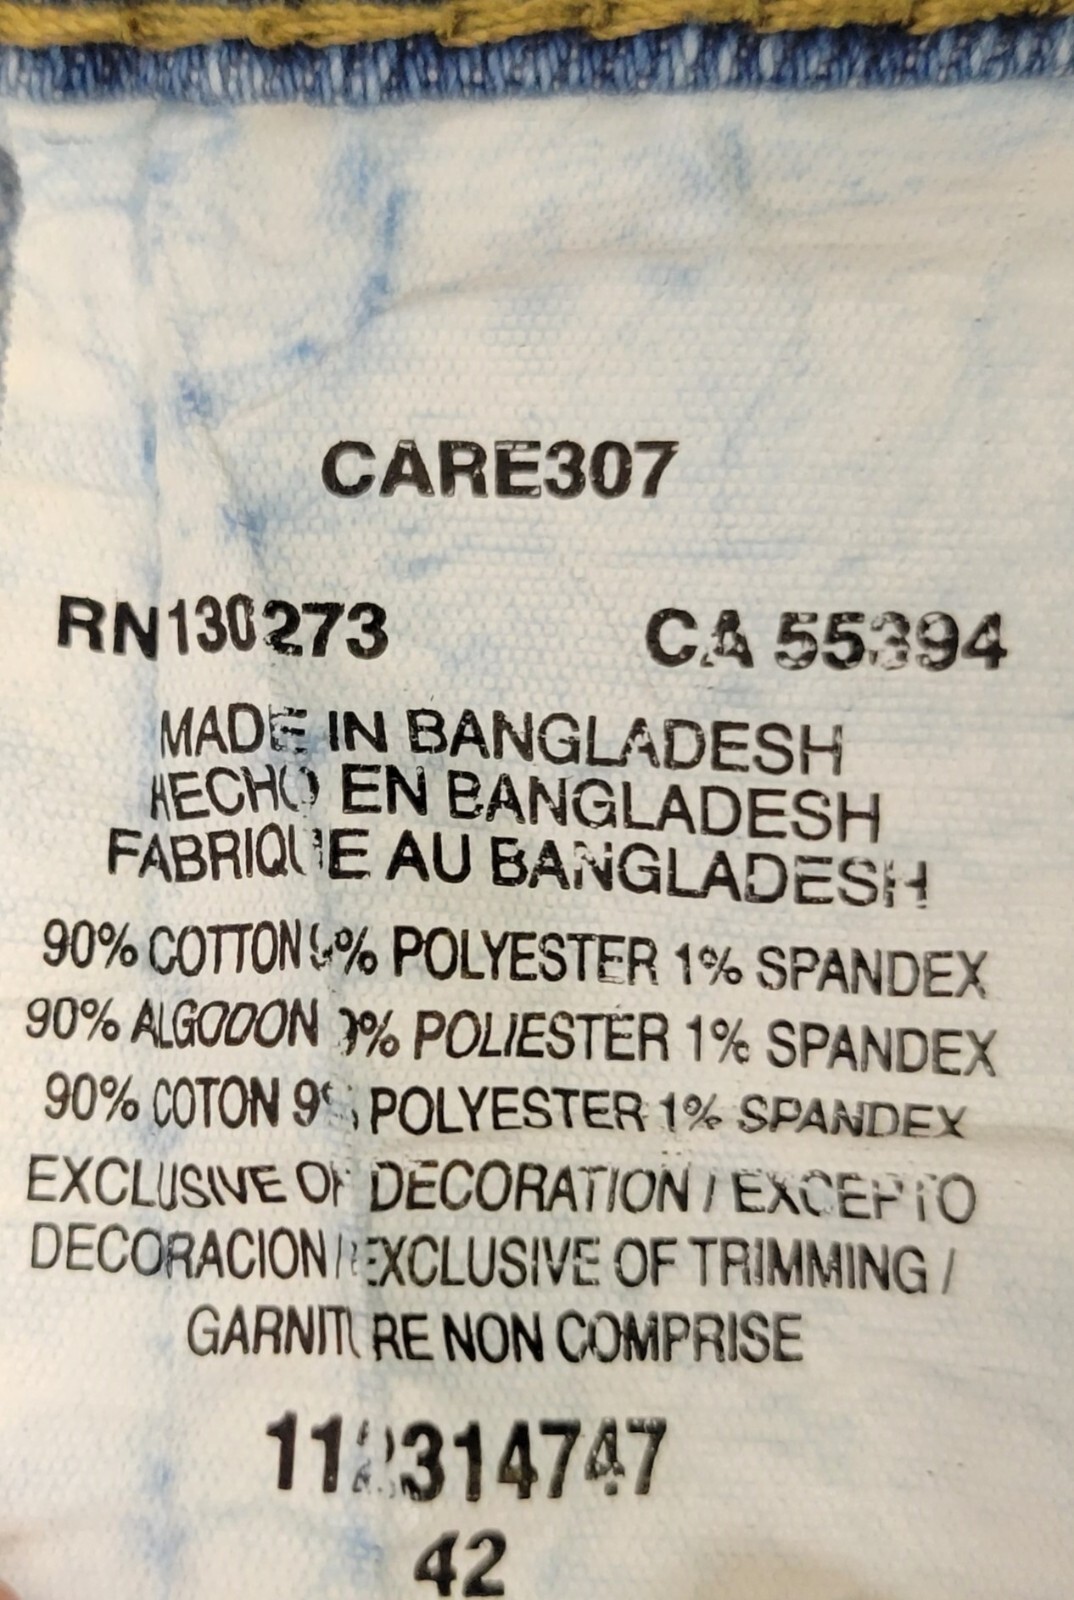 CARE307
RN130273 CA 55394
MADE IN BANGLADESH
HECHO EN BANGLADESH
FABRIQUE AU BANGLADESH
90% COTTON 9% POLYESTER 1% SPANDEX
90% ALGODON 9% POLIESTER 1% SPANDEX
90% COTON 9% POLYESTER 1% SPANDEX
EXCLUSIVE OF DECORATION / EXCEPTO
DECORACION / EXCLUSIVE OF TRIMMING /
GARNITURE NON COMPRISE
42